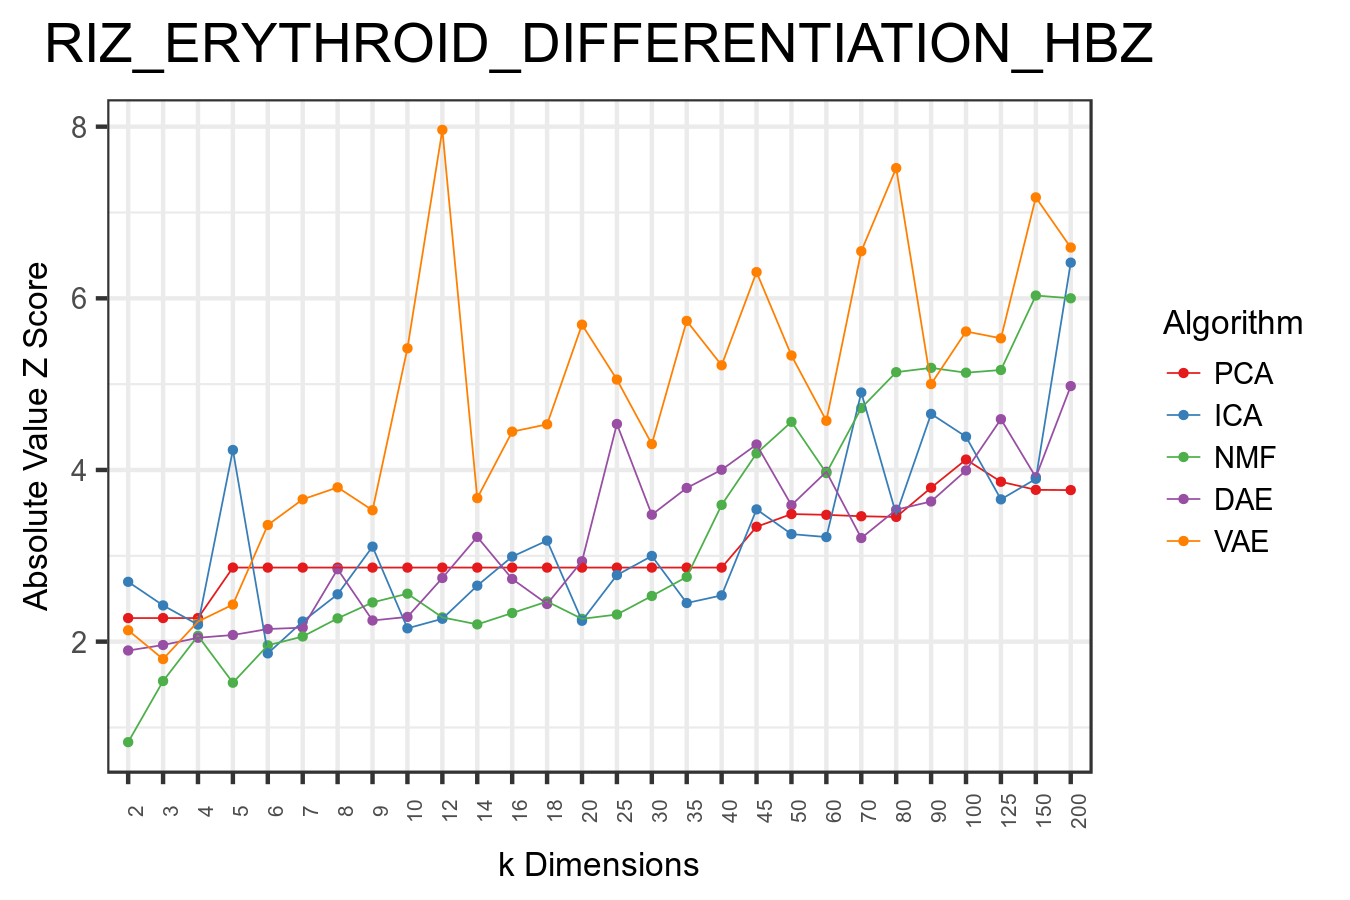 RIZ_ERYTHROID_DIFFERENTIATION_HBZ
Absolute Value Z Score
8
6
4
2
2 3 4 5 6 7 8 9 10 12 14 16 18 20 25 30 35 40 45 50 60 70 80 90 100 125 150 200
k Dimensions
Algorithm
PCA
ICA
NMF
DAE
VAE